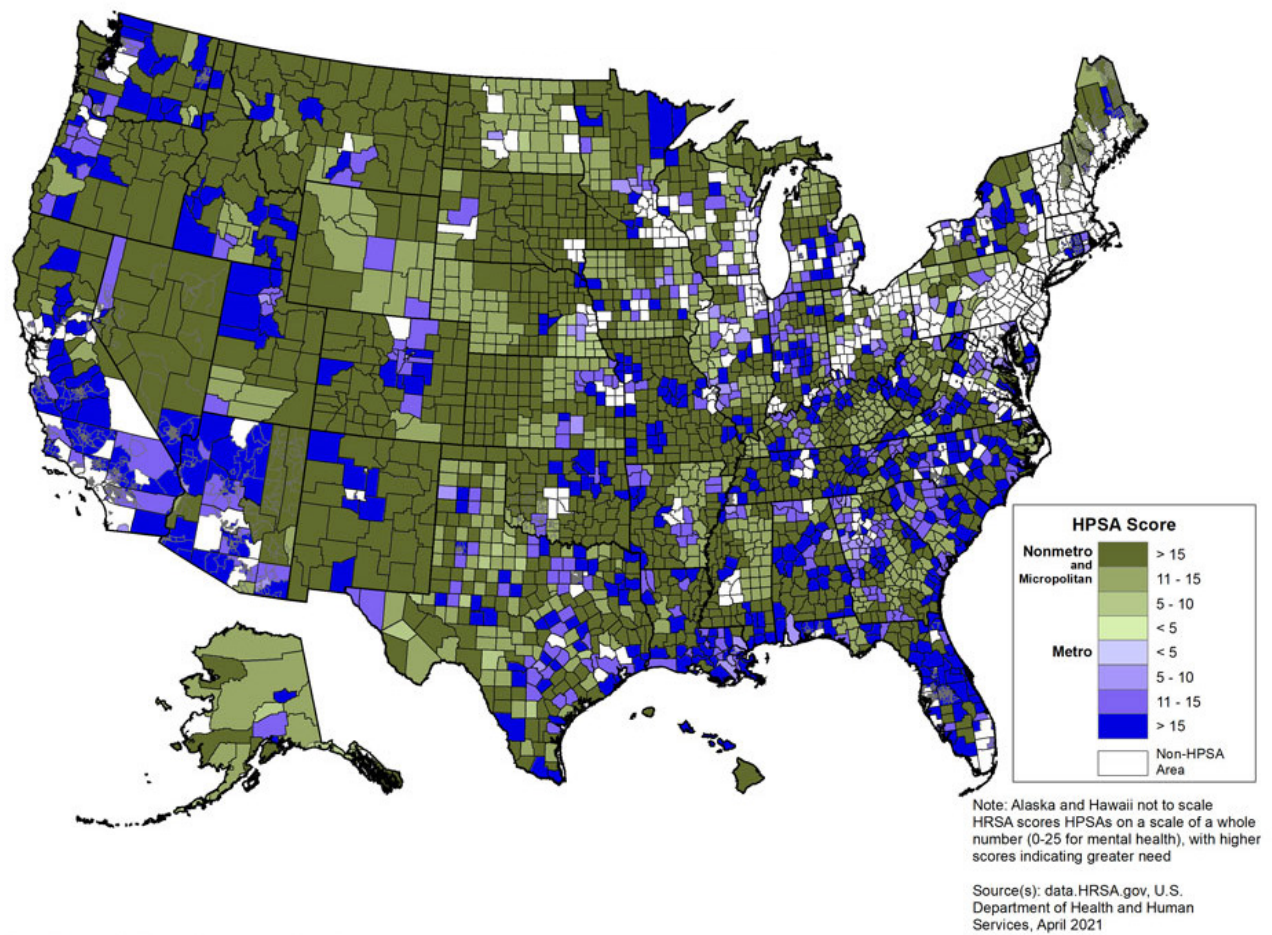 HPSA Score
Nonmetro
and
Micropolitan
> 15
11 - 15
5 - 10
< 5
Metro
< 5
5 - 10
11 - 15
> 15
Non-HPSA
Area
Note: Alaska and Hawaii not to scale
HRSA scores HPSAs on a scale of a whole
number (0-25 for mental health), with higher
scores indicating greater need
Source(s): data.HRSA.gov, U.S.
Department of Health and Human
Services, April 2021